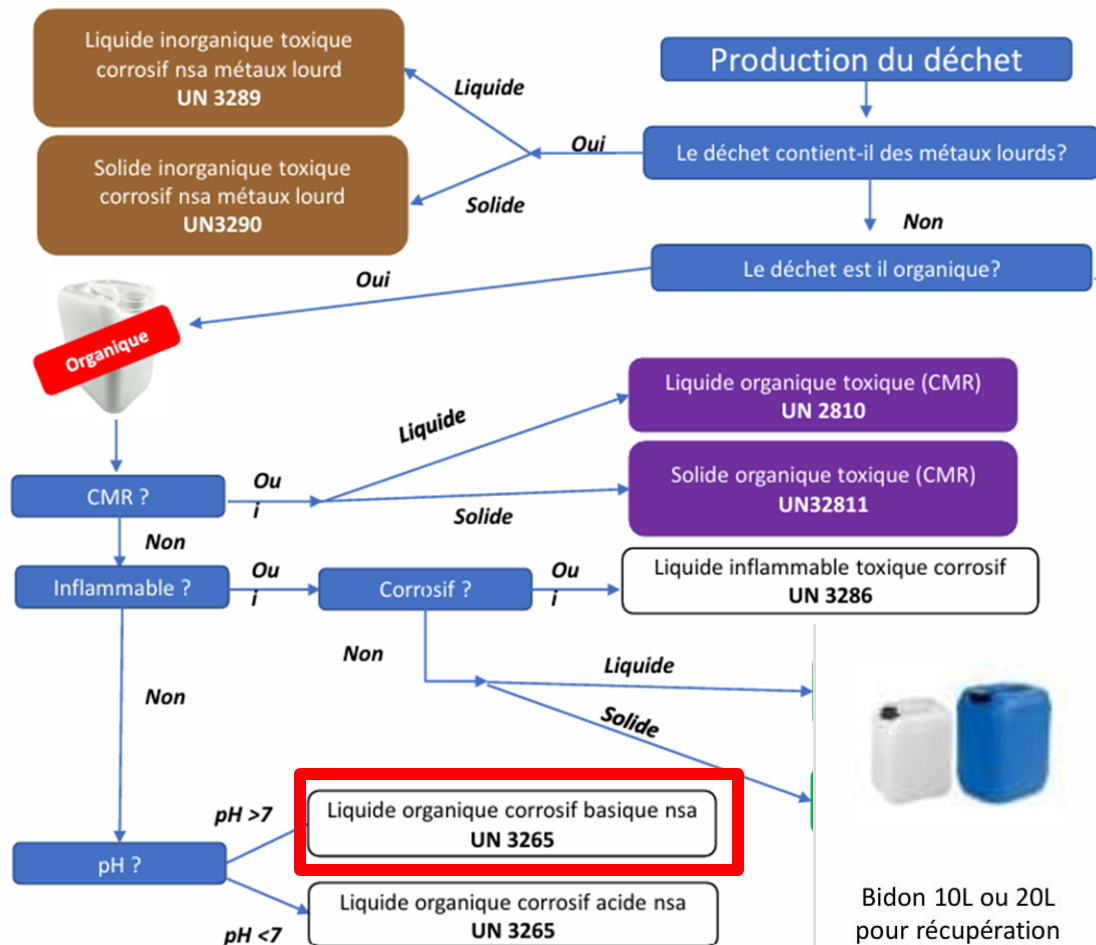 Production du déchet
Le déchet contient-il des métaux lourds?
Oui
Liquide
Liquide inorganique toxique
corrosif nsa métaux lourd
UN 3289
Solide
Solide inorganique toxique
corrosif nsa métaux lourd
UN3290
Non
Le déchet est il organique?
Oui
Organique
CMR ?
Ou
i
Liquide
Liquide organique toxique (CMR)
UN 2810
Solide
Solide organique toxique (CMR)
UN32811
Non
Inflammable ?
Ou
i
Corrosif ?
Ou
i
Liquide inflammable toxique corrosif
UN 3286
Non
Liquide
Solide
Non
pH ?
pH >7
Liquide organique corrosif basique nsa
UN 3265
pH <7
Liquide organique corrosif acide nsa
UN 3265
Bidon 10L ou 20L
pour récupération